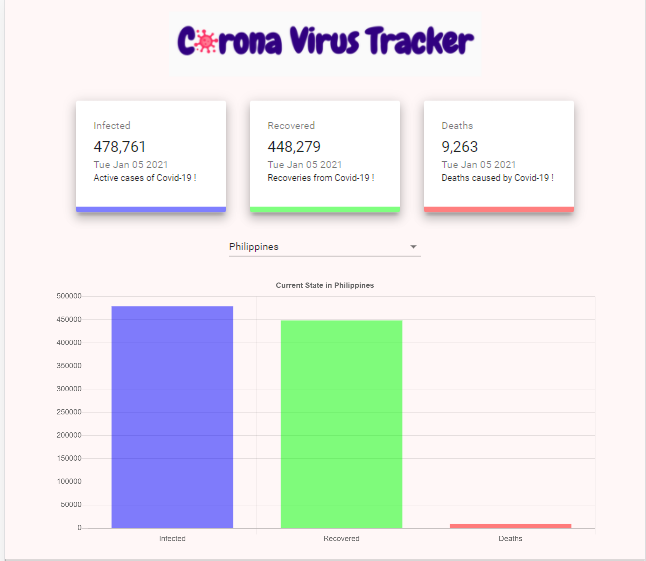 Corona Virus Tracker
Infected
478,761
Tue Jan 05 2021
Active cases of Covid-19 !
Recovered
448,279
Tue Jan 05 2021
Recoveries from Covid-19 !
Deaths
9,263
Tue Jan 05 2021
Deaths caused by Covid-19 !
Philippines
Current State in Philippines
500000
450000
400000
350000
300000
250000
200000
150000
100000
50000
0
Infected
Recovered
Deaths